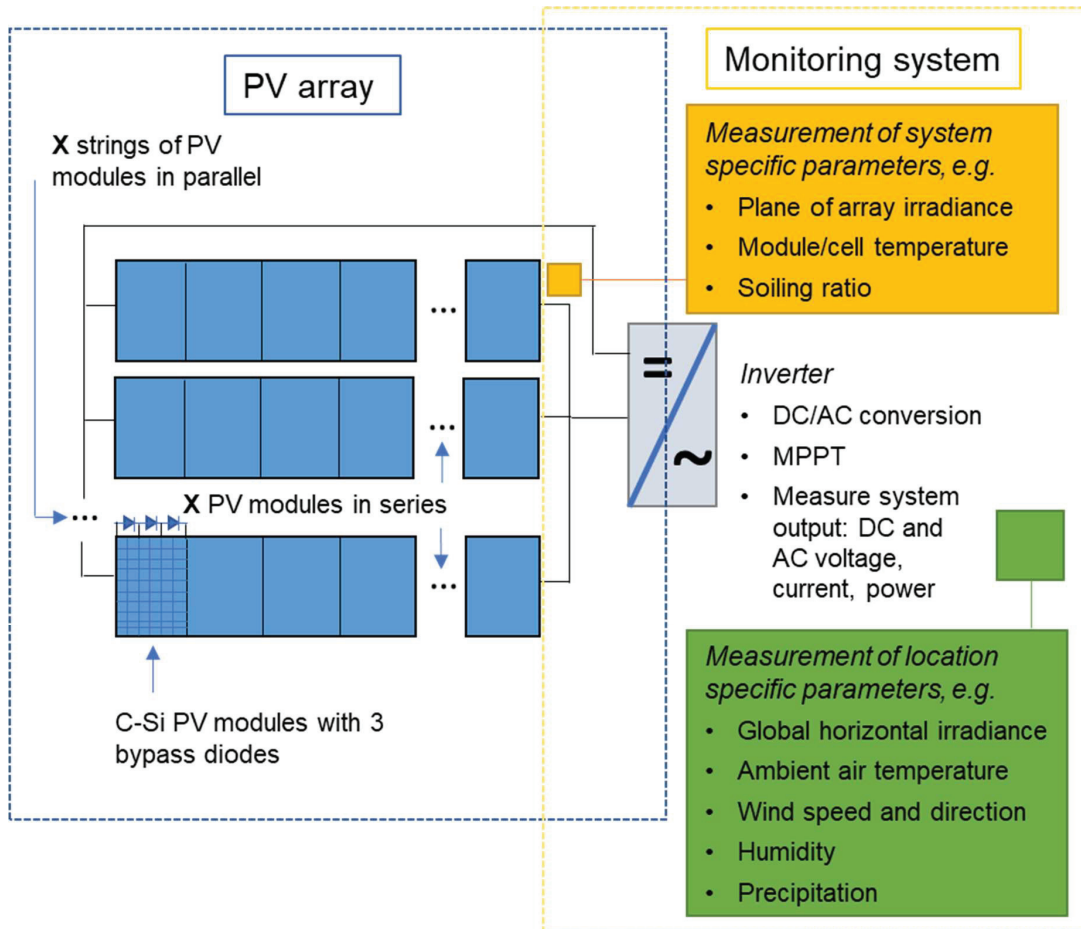 PV array
X strings of PV
modules in parallel
...
...
X PV modules in series
...
...
C-Si PV modules with 3
bypass diodes
Monitoring system
Measurement of system
specific parameters, e.g.
• Plane of array irradiance
• Module/cell temperature
• Soiling ratio
=
~
Inverter
• DC/AC conversion
• MPPT
• Measure system
output: DC and
AC voltage,
current, power
Measurement of location
specific parameters, e.g.
• Global horizontal irradiance
• Ambient air temperature
• Wind speed and direction
• Humidity
• Precipitation